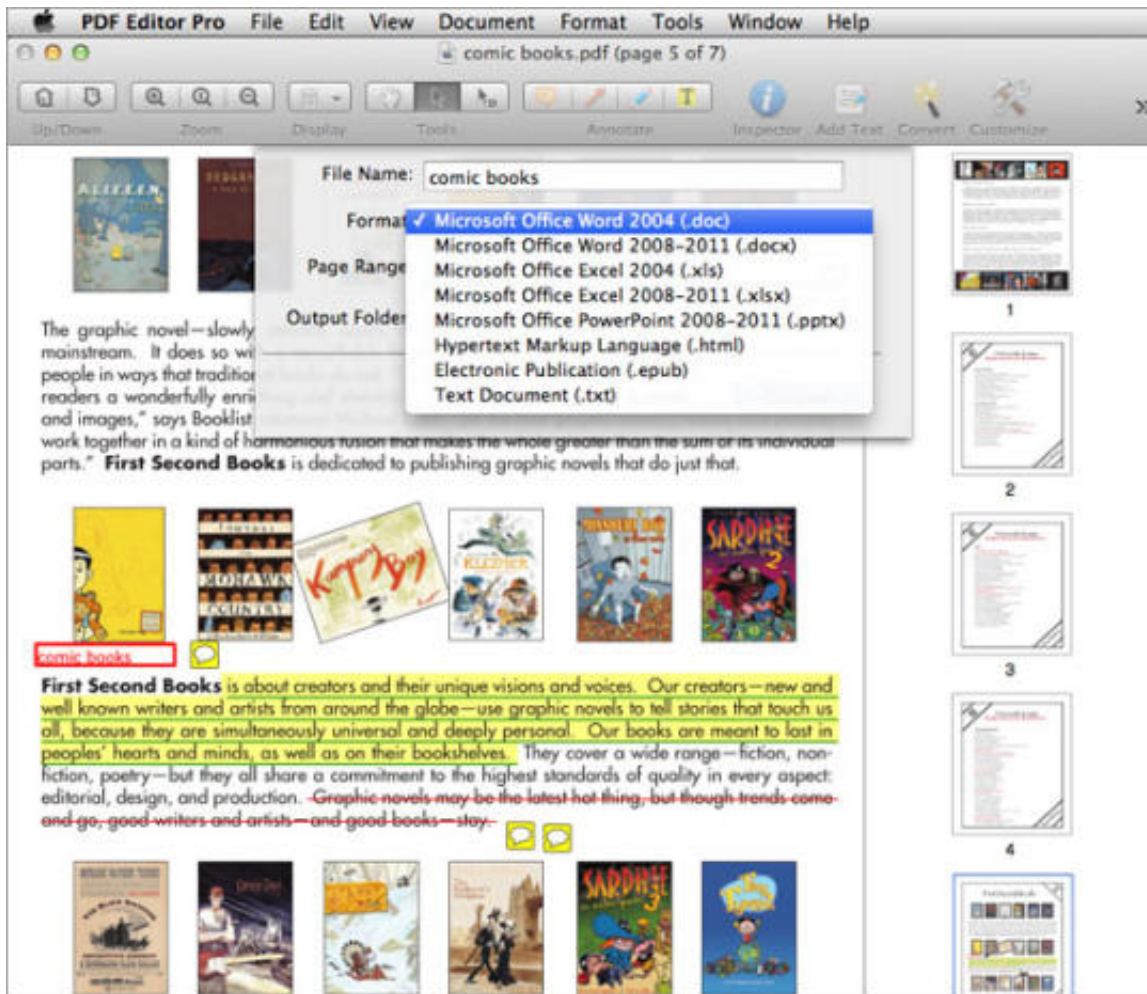 PDF Editor Pro File Edit View Document Format Tools Window Help
comic books.pdf (page 5 of 7)
Up/Down Zoom Display Tools Annotate Inspector Add Text Convert Customize
File Name: comic books
Format ✓ Microsoft Office Word 2004 (.doc)
Microsoft Office Word 2008-2011 (.docx)
Page Range
Microsoft Office Excel 2004 (.xls)
Microsoft Office Excel 2008-2011 (.xlsx)
Output Folder
Microsoft Office PowerPoint 2008-2011 (.pptx)
Hypertext Markup Language (.html)
Electronic Publication (.epub)
Text Document (.txt)
The graphic novel—slowly
mainstream. It does so
people in ways that
readers a wonderfully
and images,” says Booklist
work together in a kind of harmonious fusion that makes the whole greater than the sum of its individual
parts.” First Second Books is dedicated to publishing graphic novels that do just that.
KLEZMER
MOHAWK
COUNTRY
Kampung Boy
SARDINE
2
comic books
First Second Books is about creators and their unique visions and voices. Our creators—new and
well known writers and artists from around the globe—use graphic novels to tell stories that touch us
all, because they are simultaneously universal and deeply personal. Our books are meant to last in
peoples’ hearts and minds, as well as on their bookshelves. They cover a wide range—fiction, non-
fiction, poetry—but they all share a commitment to the highest standards of quality in every aspect:
editorial, design, and production. Graphic novels may be the latest hot thing, but though trends come
and go, good writers and artists—and good books—stay.
SARDINE
3
1
2
3
4